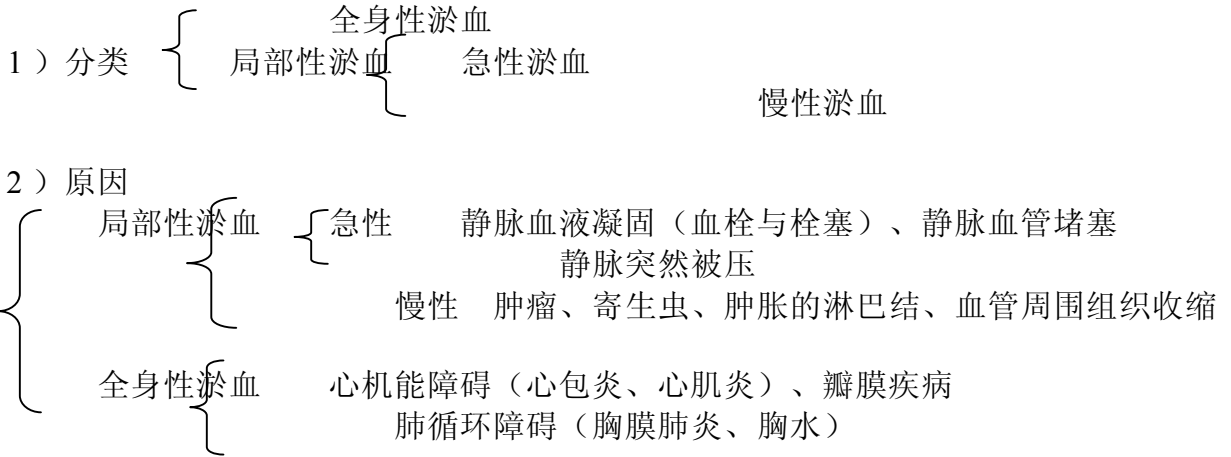 全身性淤血
1）分类 局部性淤血 急性淤血
慢性淤血
2）原因
局部性淤血 急性 静脉血液凝固（血栓与栓塞）、静脉血管堵塞
静脉突然被压
慢性 肿瘤、寄生虫、肿胀的淋巴结、血管周围组织收缩
全身性淤血 心机能障碍（心包炎、心肌炎）、瓣膜疾病
肺循环障碍（胸膜肺炎、胸水）